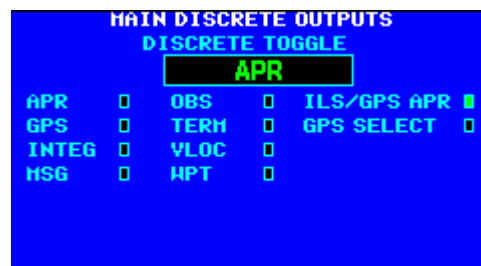 MAIN DISCRETE OUTPUTS
DISCRETE TOGGLE
APR
APR OBS ILS/GPS APR
GPS TERM GPS SELECT
INTEG VLOC
MSG WPT